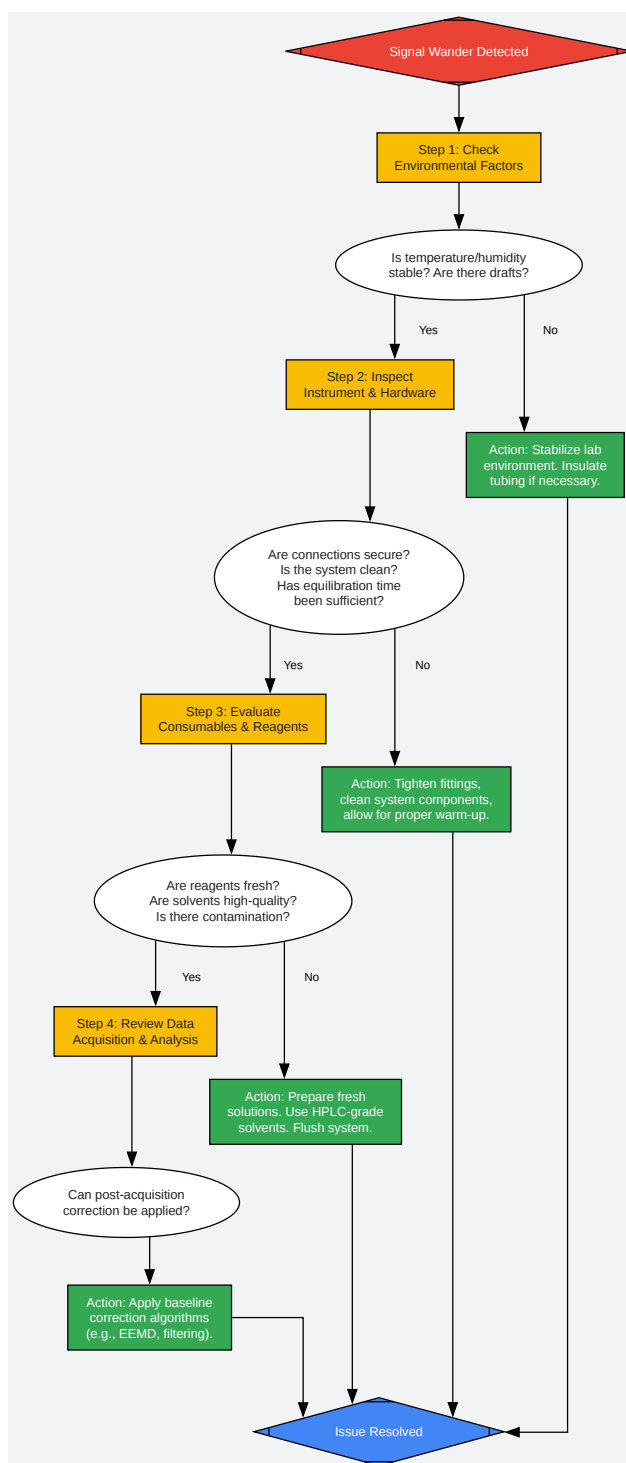 Signal Wander Detected
Step 1: Check
Environmental Factors
Is temperature/humidity
stable? Are there drafts?
Yes
No
Step 2: Inspect
Instrument & Hardware
Action: Stabilize lab
environment. Insulate
tubing if necessary.
Are connections secure?
Is the system clean?
Has equilibration time
been sufficient?
Yes
No
Step 3: Evaluate
Consumables & Reagents
Action: Tighten fittings,
clean system components,
allow for proper warm-up.
Are reagents fresh?
Are solvents high-quality?
Is there contamination?
Yes
No
Step 4: Review Data
Acquisition & Analysis
Action: Prepare fresh
solutions. Use HPLC-grade
solvents. Flush system.
Can post-acquisition
correction be applied?
Action: Apply baseline
correction algorithms
(e.g., EEMD, filtering).
Issue Resolved